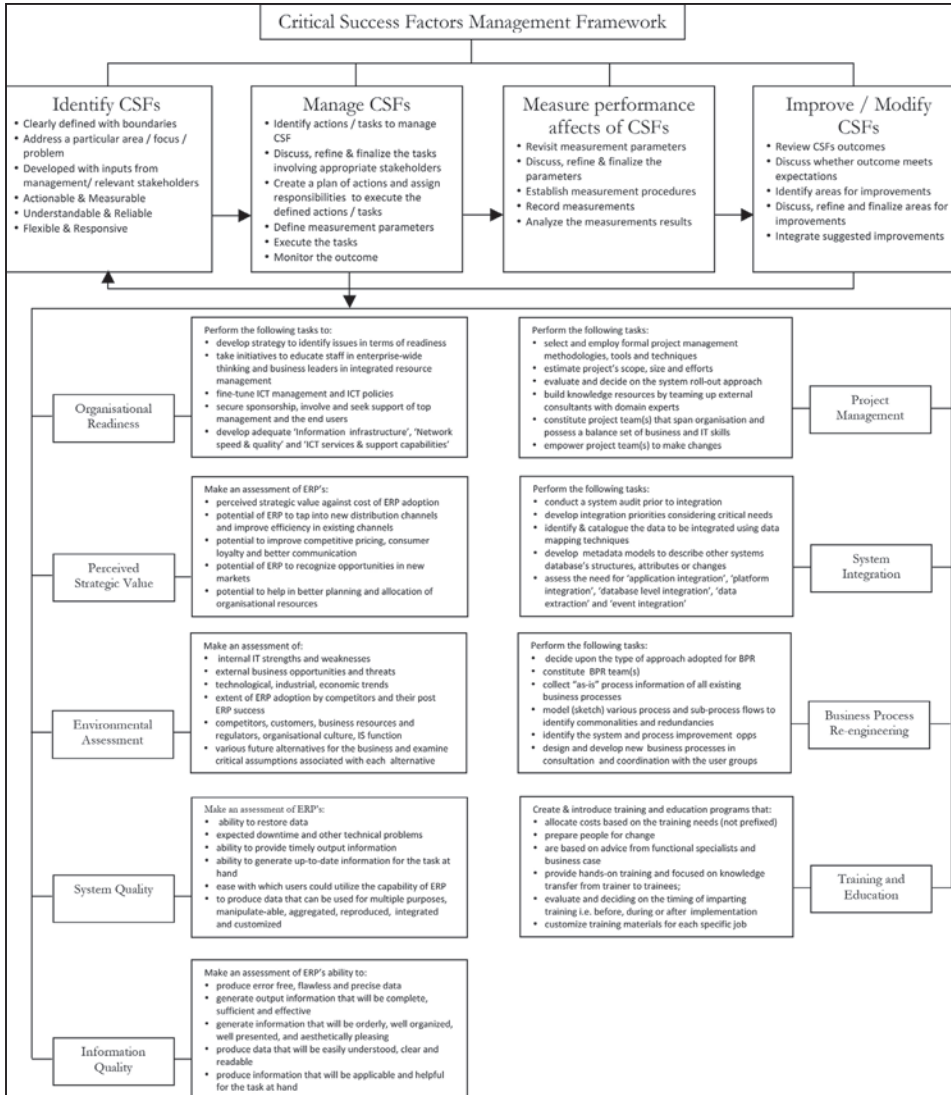 Critical Success Factors Management Framework
Identify CSFs
• Clearly defined with boundaries
• Address a particular area / focus /
problem
• Developed with inputs from
management/ relevant stakeholders
• Actionable & Measurable
• Understandable & Reliable
• Flexible & Responsive
Manage CSFs
• Identify actions / tasks to manage
CSF
• Discuss, refine & finalize the tasks
involving appropriate stakeholders
• Create a plan of actions and assign
responsibilities to execute the
defined actions / tasks
• Define measurement parameters
• Execute the tasks
• Monitor the outcome
Measure performance
affects of CSFs
• Revisit measurement parameters
• Discuss, refine & finalize the
parameters
• Establish measurement procedures
• Record measurements
• Analyze the measurements results
Improve / Modify
CSFs
• Review CSFs outcomes
• Discuss whether outcome meets
expectations
• Identify areas for improvements
• Discuss, refine and finalize areas for
improvements
• Integrate suggested improvements
Organisational
Readiness
Perform the following tasks to:
• develop strategy to identify issues in terms of readiness
• take initiatives to educate staff in enterprise-wide
thinking and business leaders in integrated resource
management
• fine-tune ICT management and ICT policies
• secure sponsorship, involve and seek support of top
management and the end users
• develop adequate 'Information infrastructure', 'Network
speed & quality' and 'ICT services & support capabilities'
Perform the following tasks:
• select and employ formal project management
methodologies, tools and techniques
• estimate project's scope, size and efforts
• evaluate and decide on the system roll-out approach
• build knowledge resources by teaming up external
consultants with domain experts
• constitute project team(s) that span organisation and
possess a balance set of business and IT skills
• empower project team(s) to make changes
Project
Management
Perceived
Strategic Value
Make an assessment of ERP's:
• perceived strategic value against cost of ERP adoption
• potential of ERP to tap into new distribution channels
and improve efficiency in existing channels
• potential to improve competitive pricing, consumer
loyalty and better communication
• potential of ERP to recognize opportunities in new
markets
• potential to help in better planning and allocation of
organisational resources
Perform the following tasks:
• conduct a system audit prior to integration
• develop integration priorities considering critical needs
• identify & catalogue the data to be integrated using data
mapping techniques
• develop metadata models to describe other systems
database's structures, attributes or changes
• assess the need for 'application integration', 'platform
integration', 'database level integration', 'data
extraction' and 'event integration'
System
Integration
Environmental
Assessment
Make an assessment of:
• internal IT strengths and weaknesses
• external business opportunities and threats
• technological, industrial, economic trends
• extent of ERP adoption by competitors and their post
ERP success
• competitors, customers, business resources and
regulators, organisational culture, IS function
• various future alternatives for the business and examine
critical assumptions associated with each alternative
Perform the following tasks:
• decide upon the type of approach adopted for BPR
• constitute BPR team(s)
• collect "as-is" process information of all existing
business processes
• model (sketch) various process and sub-process flows to
identify commonalities and redundancies
• identify the system and process improvement opps
• design and develop new business processes in
consultation and coordination with the user groups
Business Process
Re-engineering
System Quality
Make an assessment of ERP's:
• ability to restore data
• expected downtime and other technical problems
• ability to provide timely output information
• ability to generate up-to-date information for the task at
hand
• ease with which users could utilize the capability of ERP
• to produce data that can be used for multiple purposes,
manipulate-able, aggregated, reproduced, integrated
and customized
Create & introduce training and education programs that:
• allocate costs based on the training needs (not prefixed)
• prepare people for change
• are based on advice from functional specialists and
business case
• provide hands-on training and focused on knowledge
transfer from trainer to trainees;
• evaluate and deciding on the timing of imparting
training i.e. before, during or after implementation
• customize training materials for each specific job
Training and
Education
Information
Quality
Make an assessment of ERP's ability to:
• produce error free, flawless and precise data
• generate output information that will be complete,
sufficient and effective
• generate information that will be orderly, well organized,
well presented, and aesthetically pleasing
• produce data that will be easily understood, clear and
readable
• produce information that will be applicable and helpful
for the task at hand